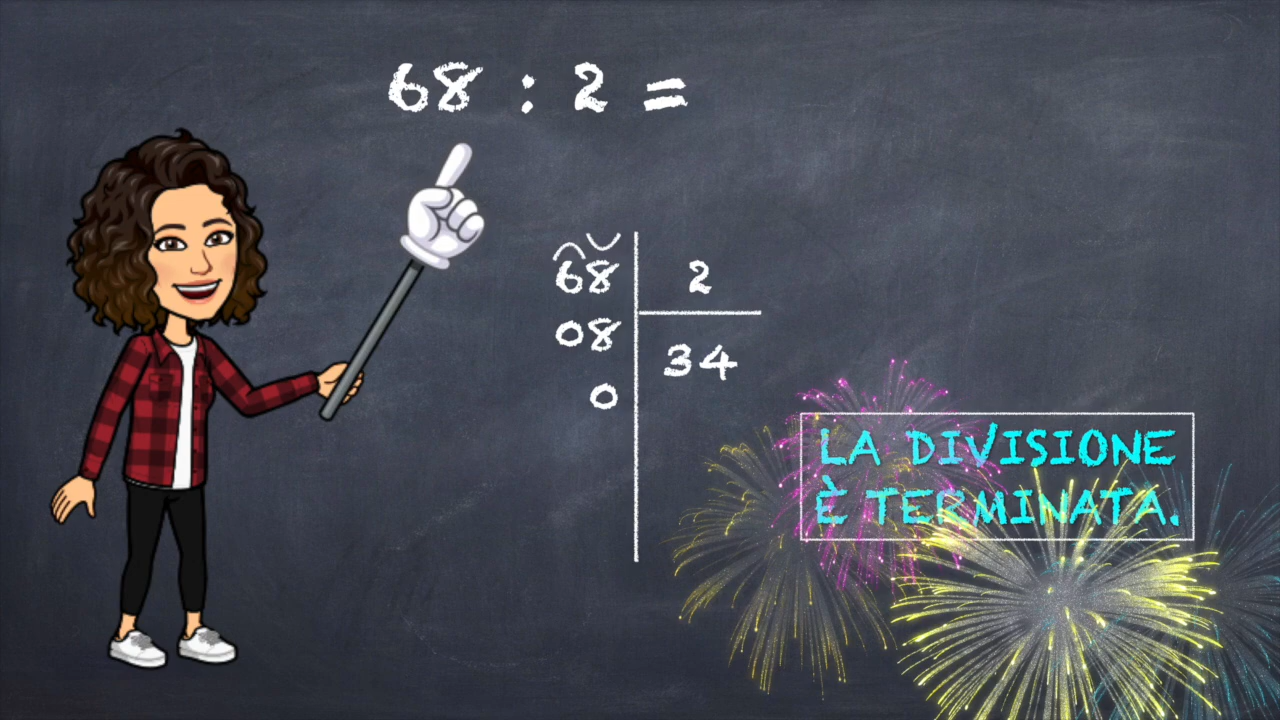 68 : 2 =
68 2
08 34
0
LA DIVISIONE
È TERMINATA.